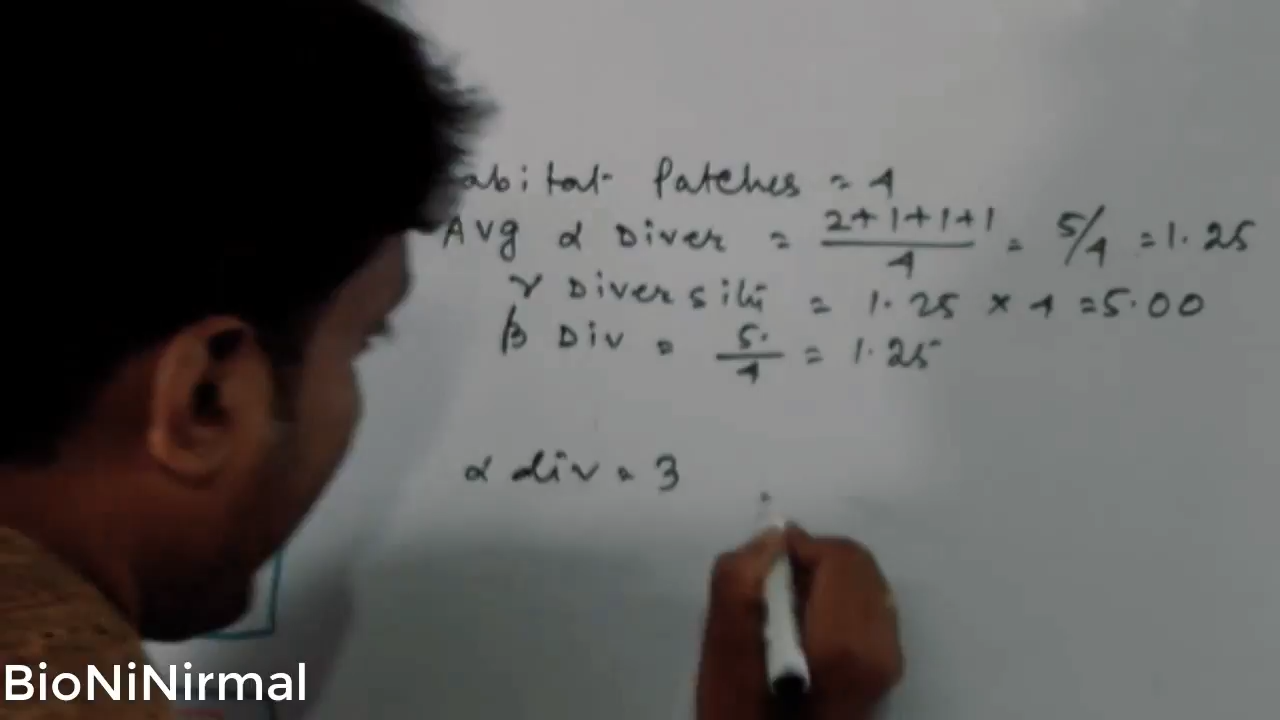 abitat Patches = 4
Avg α Diver = 2+1+1+1/4 = 5/4 = 1.25
γ Diversiti = 1.25 × 4 = 5.00
β Div = 5./4 = 1.25
α div = 3
BioNiNirmal